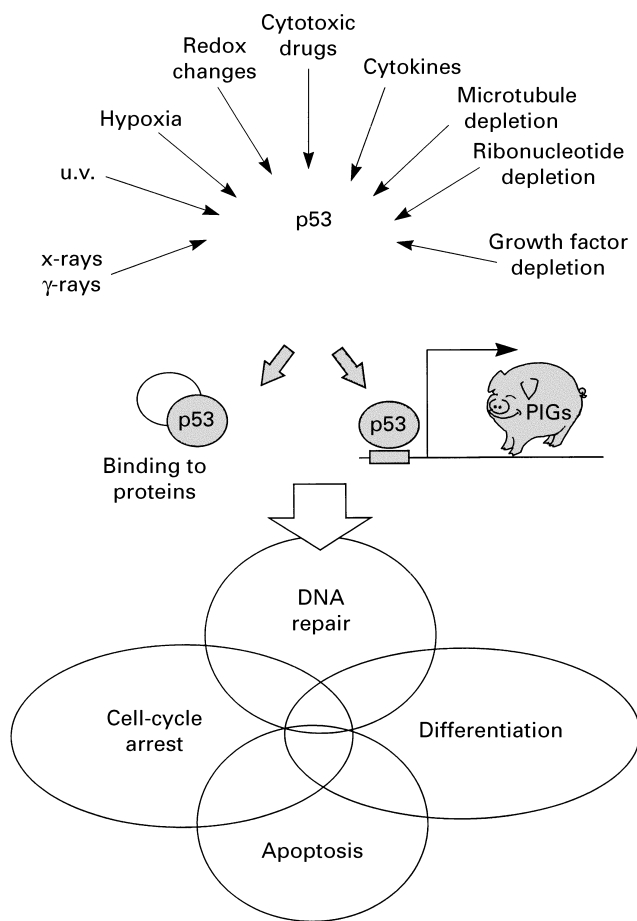 Cytotoxic
drugs
Redox
changes
Cytokines
Hypoxia
Microtubule
depletion
u.v.
Ribonucleotide
depletion
p53
x-rays
γ-rays
Growth factor
depletion
p53
Binding to
proteins
p53
PIGs
DNA
repair
Cell-cycle
arrest
Differentiation
Apoptosis